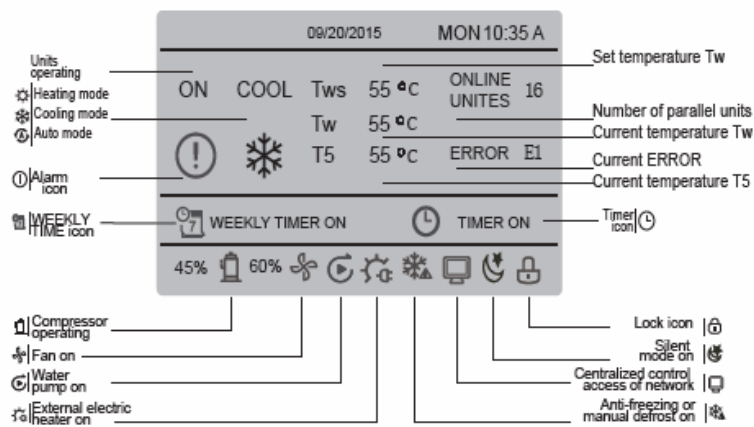 09/20/2015 MON 10:35 A
Set temperature Tw
Units
operating
ON COOL Tws 55 °C ONLINE
UNITES 16
Heating mode
Cooling mode
Auto mode
Number of parallel units
Tw 55 °C
Current temperature Tw
T5 55 °C ERROR E1
Current ERROR
Current temperature T5
Alarm
icon
WEEKLY
TIME icon
7 WEEKLY TIMER ON TIMER ON
Timer
icon
45% 60%
Compressor
operating
Fan on
Water
pump on
External electric
heater on
Lock icon
Silent
mode on
Centralized control
access of network
Anti-freezing or
manual defrost on